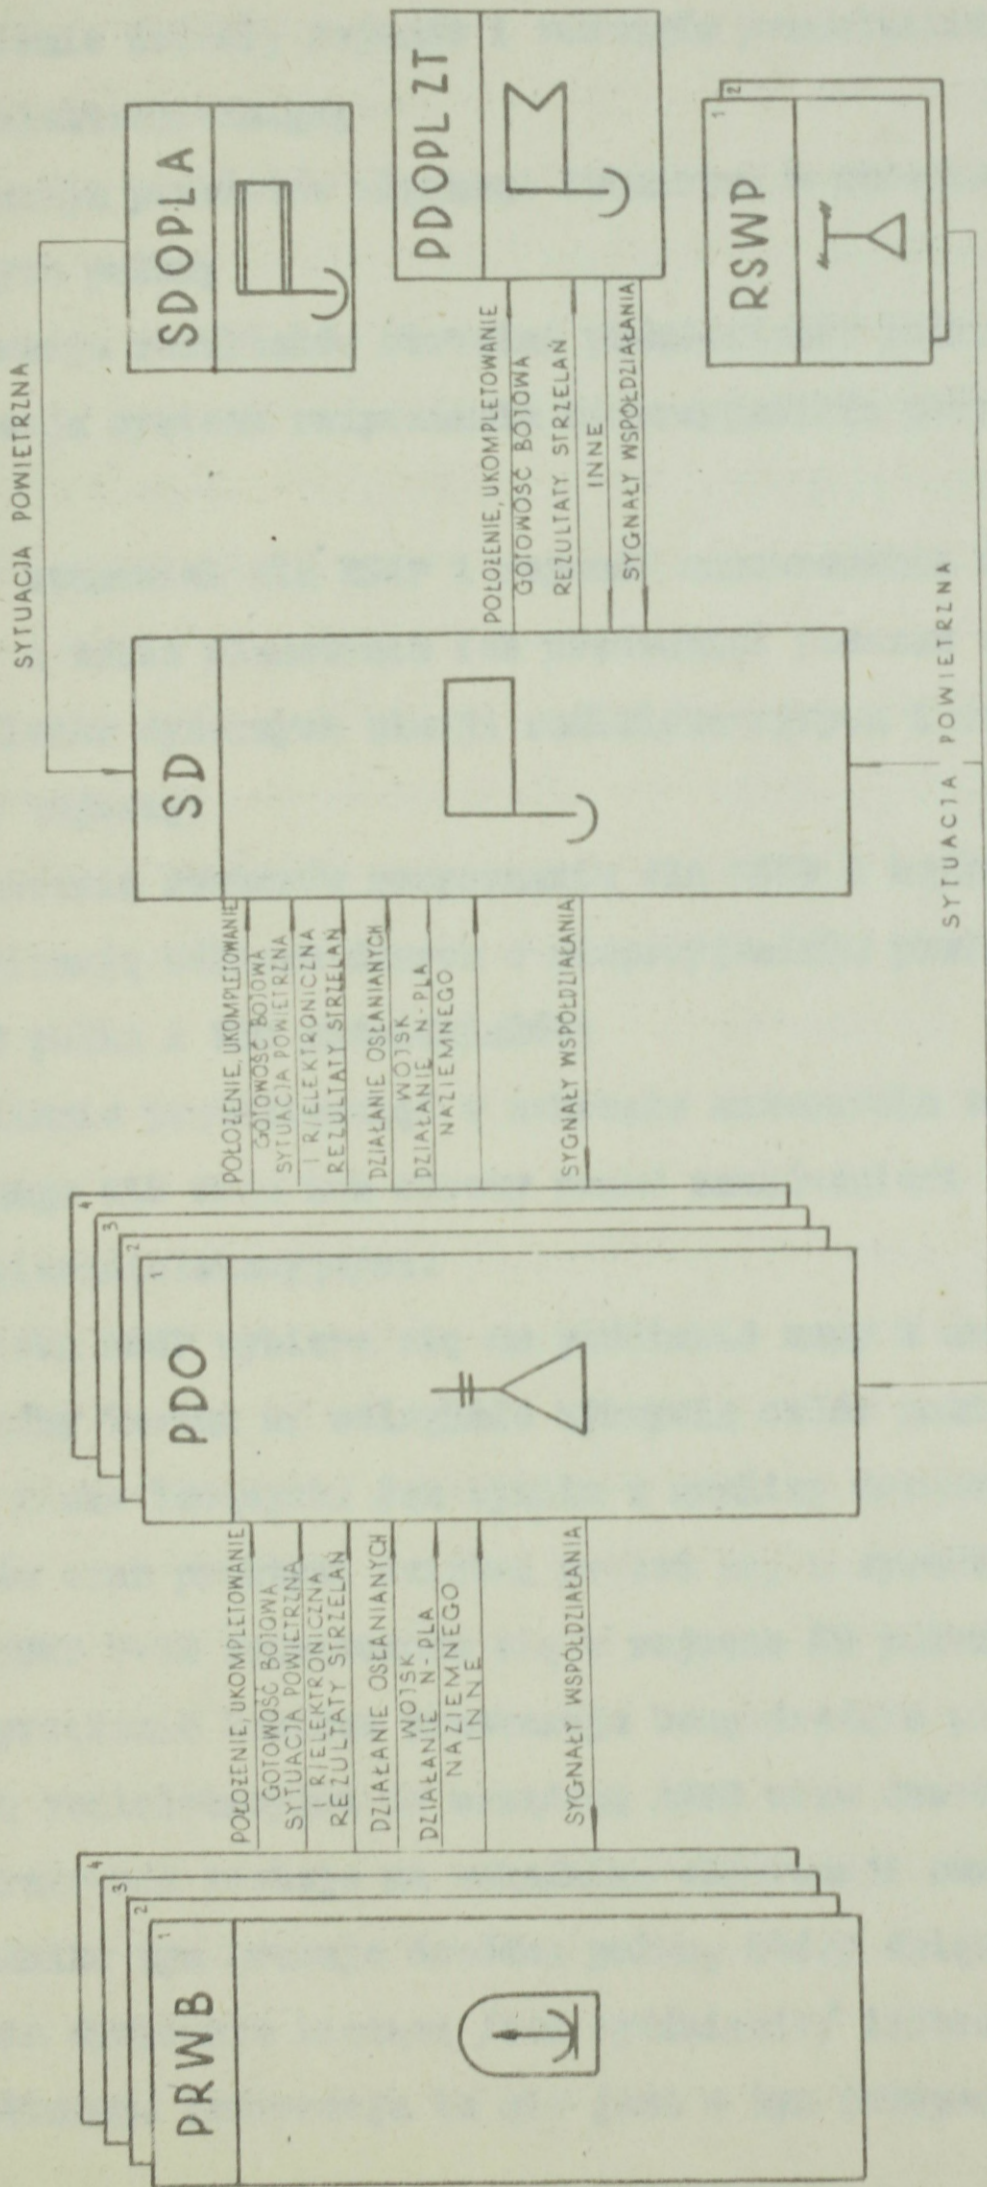 SYTUACJA POWIETRZNA
SDOPLA
PDOPL ZT
1
2
RSWP
POŁOŻENIE, UKOMPLETOWANIE
GOTOWOŚĆ BOJOWA
REZULTATY STRZELAŃ
INNE
SYGNAŁY WSPÓŁDZIAŁANIA
SYTUACJA POWIETRZNA
SD
POŁOŻENIE, UKOMPLETOWANIE
GOTOWOŚĆ BOJOWA
SYTUACJA POWIETRZNA
I R/ELEKTRONICZNA
REZULTATY STRZELAŃ
DZIAŁANIE OSŁANIANYCH
WOJSK
DZIAŁANIE N-PLA
NAZIEMNEGO
SYGNAŁY WSPÓŁDZIAŁANIA
4
3
2
1
PDO
POŁOŻENIE, UKOMPLETOWANIE
GOTOWOŚĆ BOJOWA
SYTUACJA POWIETRZNA
I R/ELEKTRONICZNA
REZULTATY STRZELAŃ
DZIAŁANIE OSŁANIANYCH
WOJSK
DZIAŁANIE N-PLA
NAZIEMNEGO
INNE
SYGNAŁY WSPÓŁDZIAŁANIA
4
3
2
1
PRWB